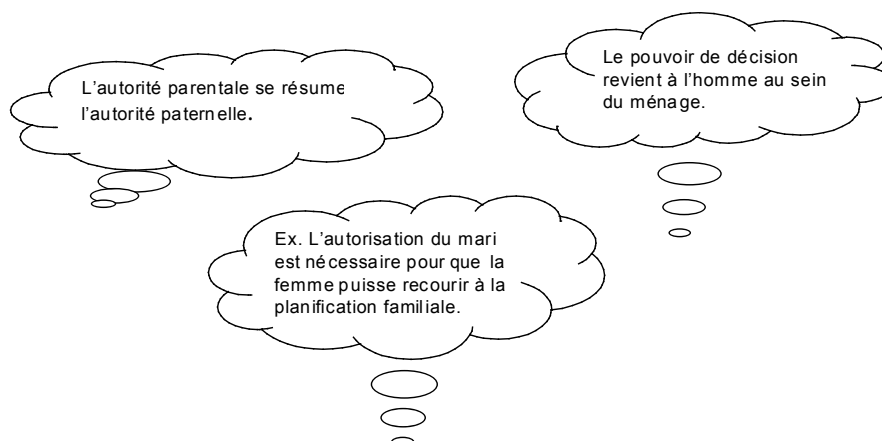 L'autorité parentale se résume
l'autorité paternelle.
Le pouvoir de décision
revient à l'homme au sein
du ménage.
Ex. L'autorisation du mari
est nécessaire pour que la
femme puisse recourir à la
planification familiale.